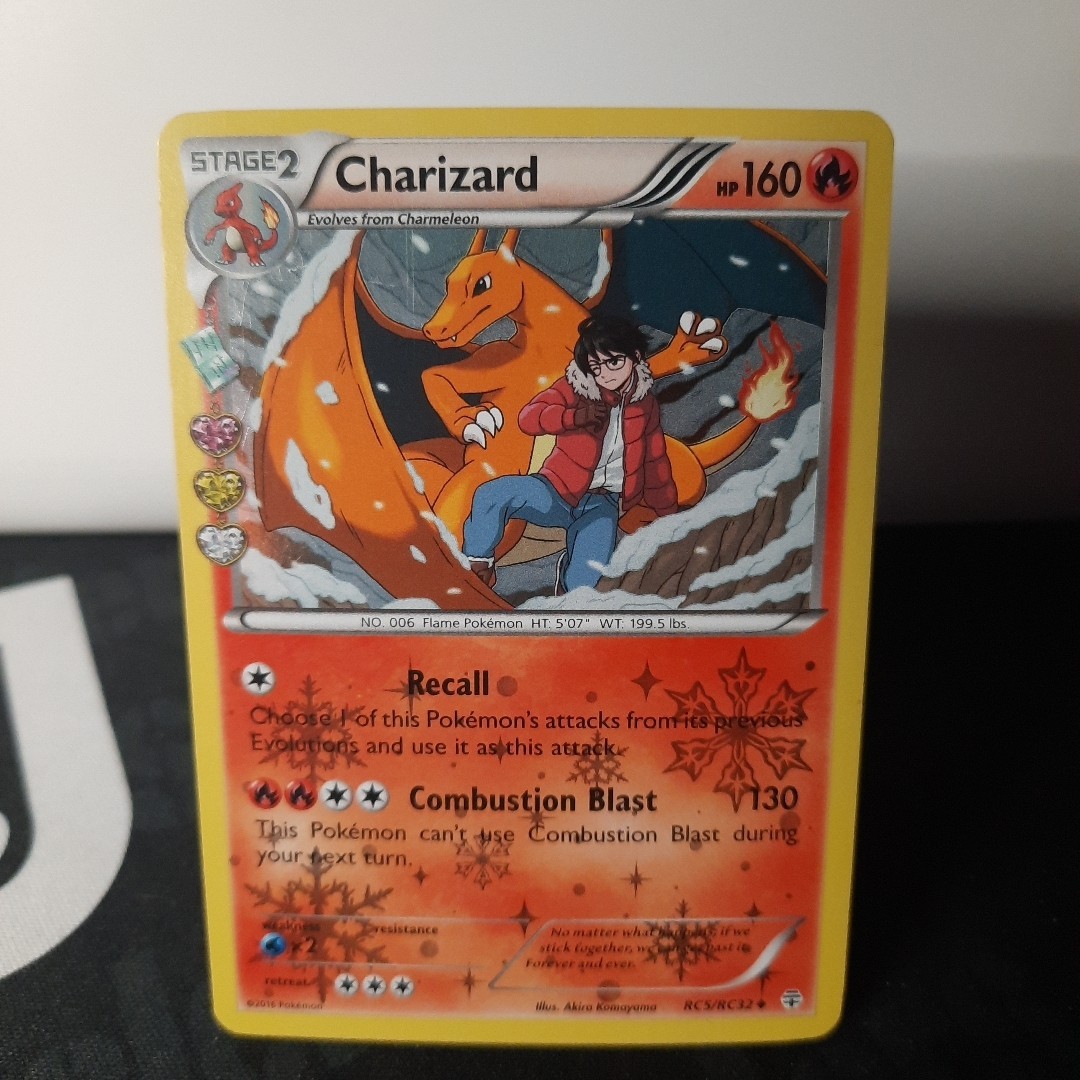 STAGE2
Charizard
HP 160
Evolves from Charmeleon
NO. 006 Flame Pokémon HT: 5'07" WT: 199.5 lbs.
Recall
Choose 1 of this Pokémon's attacks from its previous
Evolutions and use it as this attack.
Combustion Blast 130
This Pokémon can't use Combustion Blast during
your next turn.
weakness resistance
×2
No matter what happens, if we
stick together, we can get past it.
Forever and ever.
retreat
©2016 Pokémon
Illus. Akira Komayama
RC5/RC32